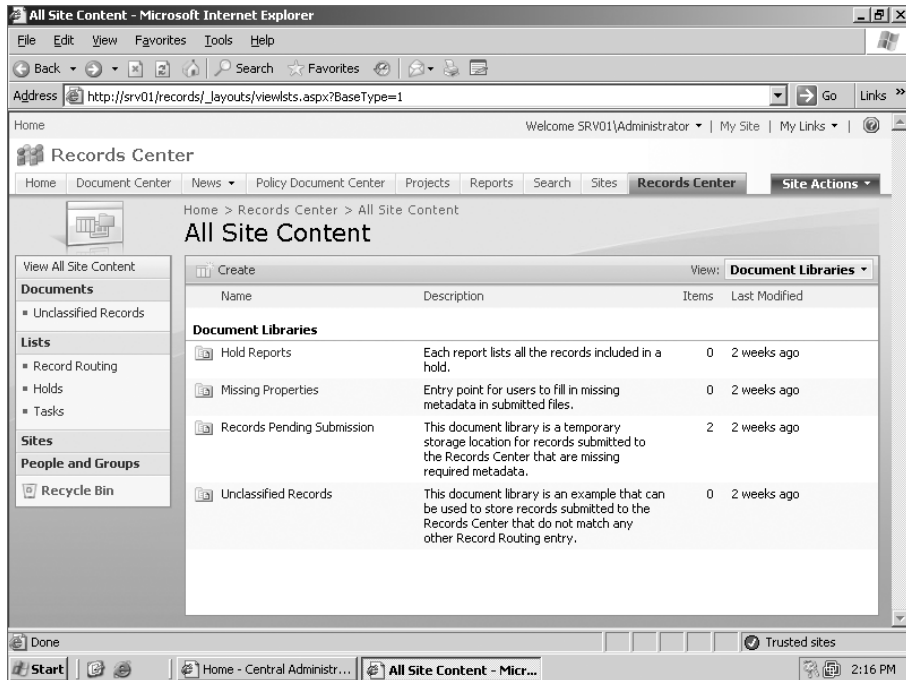 All Site Content - Microsoft Internet Explorer
File Edit View Favorites Tools Help
Back Search Favorites
Address http://srv01/records/_layouts/viewlsts.aspx?BaseType=1 Go Links »
Home Welcome SRV01\Administrator | My Site | My Links |
Records Center
Home Document Center News Policy Document Center Projects Reports Search Sites Records Center Site Actions
Home > Records Center > All Site Content
All Site Content
View All Site Content
Documents
Unclassified Records
Lists
Record Routing
Holds
Tasks
Sites
People and Groups
Recycle Bin
Create View: Document Libraries
Name Description Items Last Modified
Document Libraries
Hold Reports Each report lists all the records included in a 0 2 weeks ago
hold.
Missing Properties Entry point for users to fill in missing 0 2 weeks ago
metadata in submitted files.
Records Pending Submission This document library is a temporary 2 2 weeks ago
storage location for records submitted to
the Records Center that are missing
required metadata.
Unclassified Records This document library is an example that can 0 2 weeks ago
be used to store records submitted to the
Records Center that do not match any
other Record Routing entry.
Done Trusted sites
Start Home - Central Administr... All Site Content - Micr... 2:16 PM